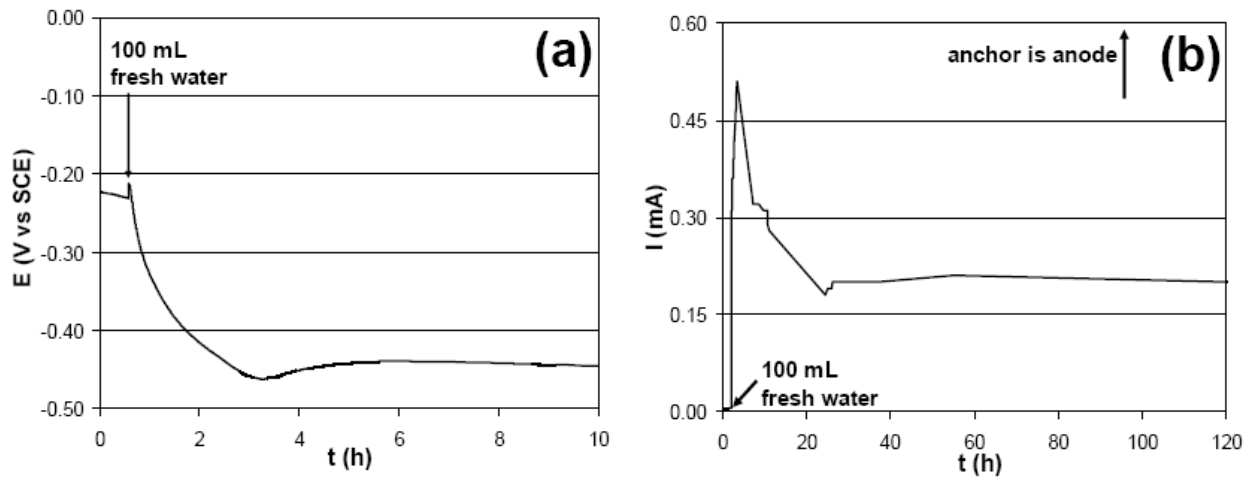 (a)
100 mL
fresh water
E (V vs SCE)
0.00
-0.10
-0.20
-0.30
-0.40
-0.50
0
2
4
6
8
10
t (h)
(b)
anchor is anode
100 mL
fresh water
I (mA)
0.60
0.45
0.30
0.15
0.00
0
20
40
60
80
100
120
t (h)